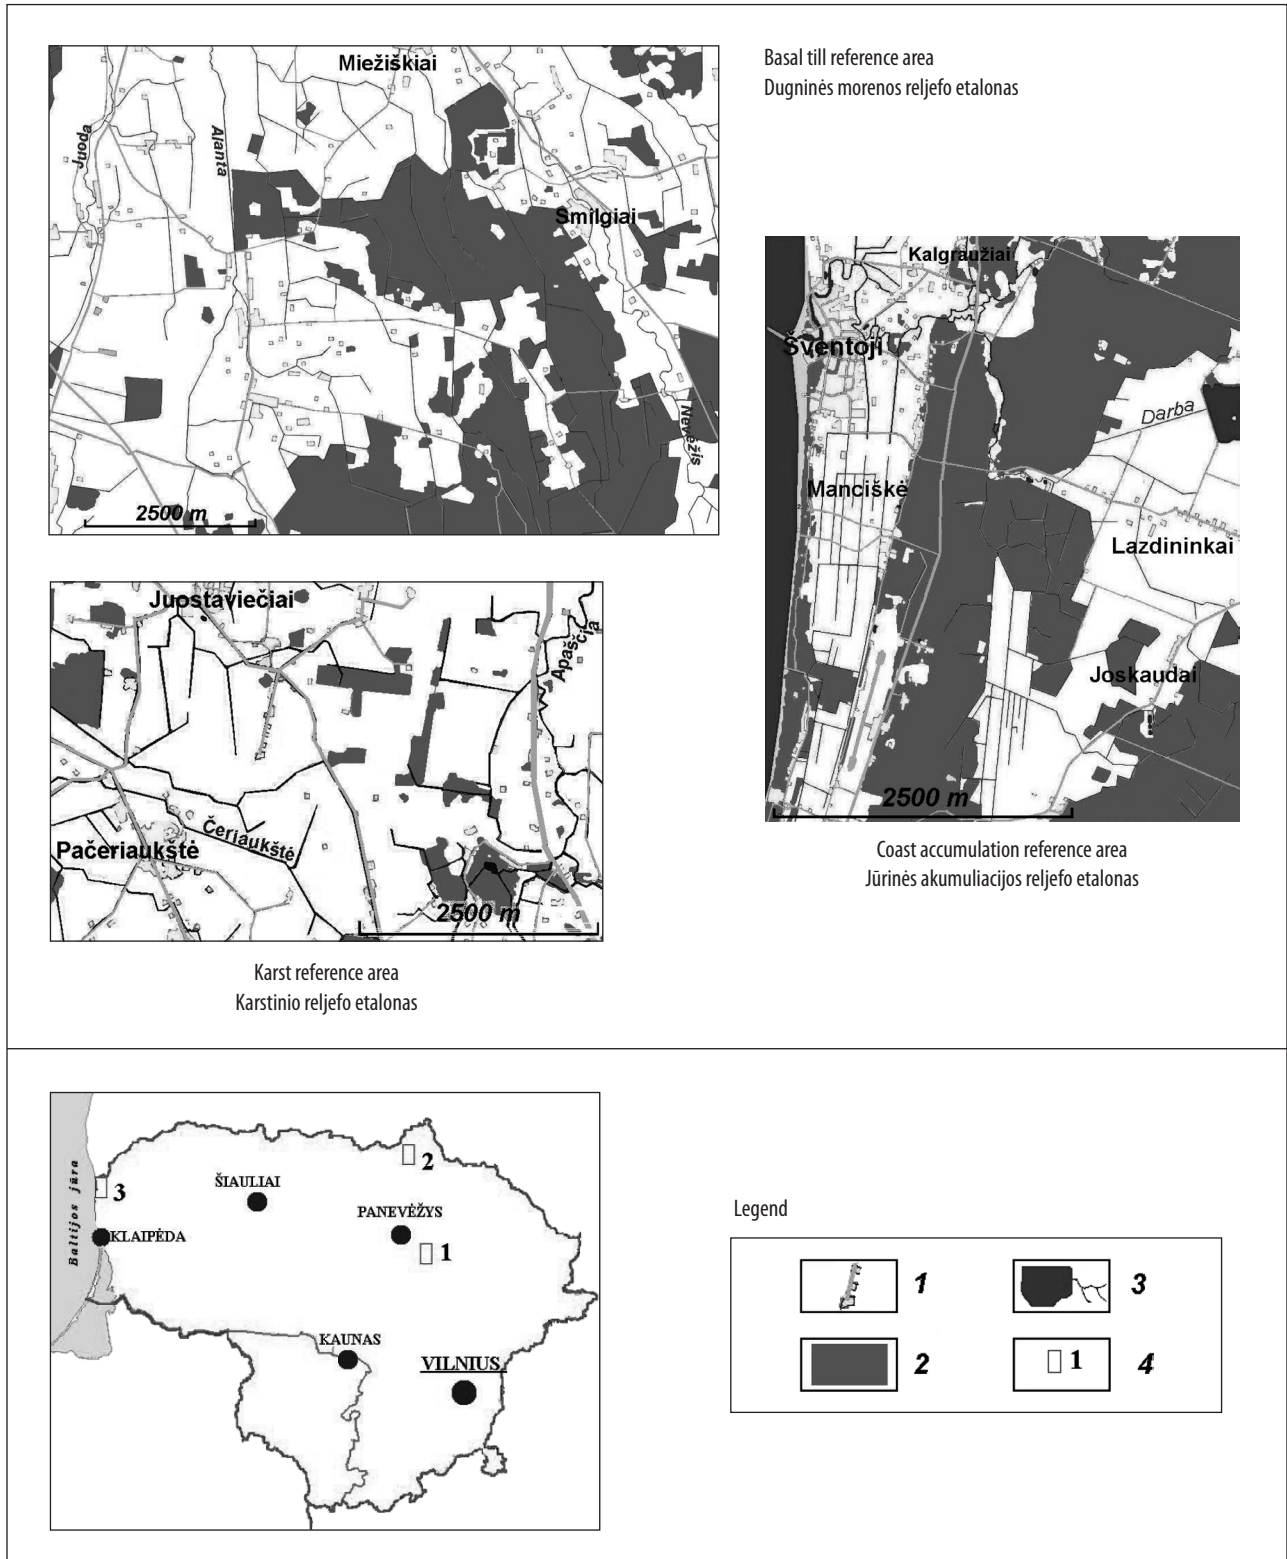 Miežiškiai
Juoda
Alanta
Smilgiai
Nevėžis
2500 m
Basal till reference area
Dugninės morenos reljefo etalonas
Kalgraužiai
Šventoji
Darba
Manciškė
Lazdininkai
Joskaudai
2500 m
Coast accumulation reference area
Jūrinės akumuliacijos reljefo etalonas
Juostaviečiai
Apaščia
Čeriaukštė
Pačeriaukštė
2500 m
Karst reference area
Karstinio reljefo etalonas
Baltijos jūra
2
3
ŠIAULIAI
PANEVĖŽYS
KLAIPĖDA
1
KAUNAS
VILNIUS
Legend
1
3
2
1
4